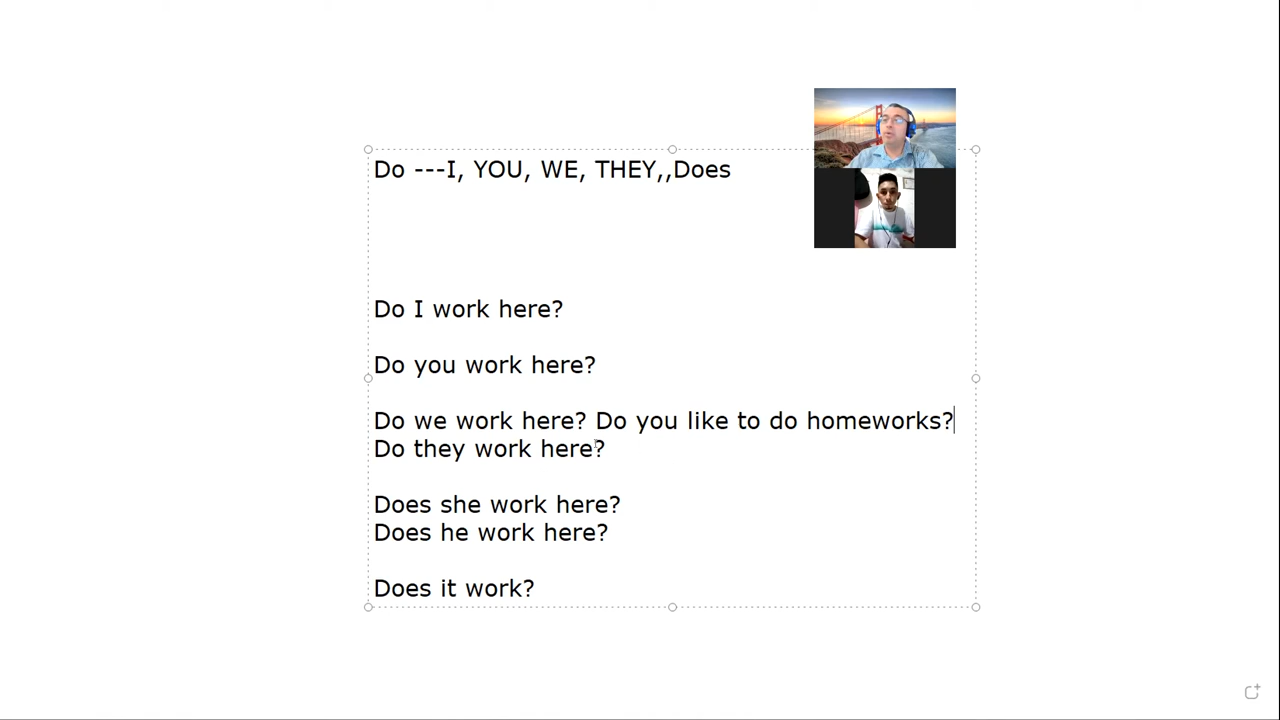 Do ---I, YOU, WE, THEY,,Does
Do I work here?
Do you work here?
Do we work here? Do you like to do homeworks?
Do they work here?
Does she work here?
Does he work here?
Does it work?